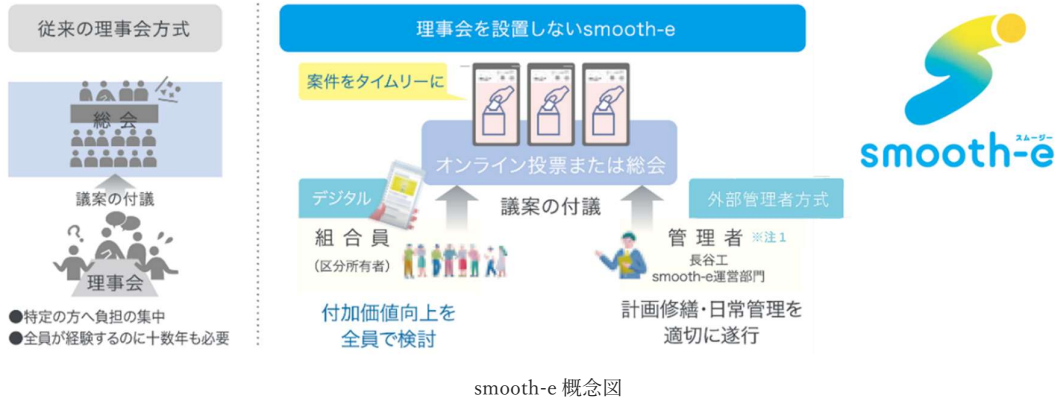 従来の理事会方式
総会
議案の付議
理事会
●特定の方へ負担の集中
●全員が経験するのに十数年も必要
理事会を設置しないsmooth-e
案件をタイムリーに
オンライン投票または総会
デジタル
議案の付議
外部管理者方式
組合員
(区分所有者)
管理者 ※注1
長谷工
smooth-e運営部門
付加価値向上を
全員で検討
計画修繕・日常管理を
適切に遂行
スムージー
smooth-e
smooth-e 概念図